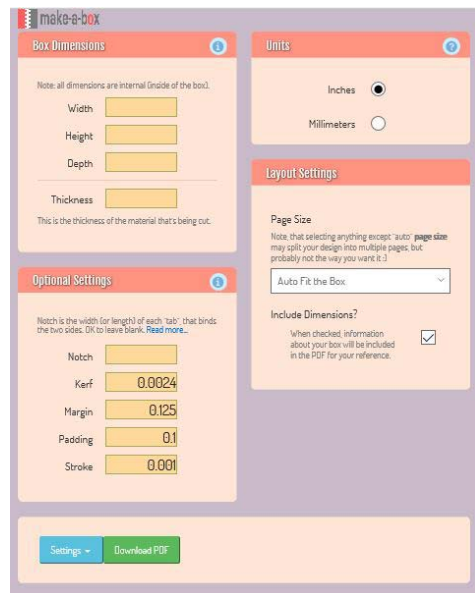 make-a-box
Box Dimensions
Note: all dimensions are internal (inside of the box).
Width
Height
Depth
Thickness
This is the thickness of the material that's being cut.
Optional Settings
Notch is the width (or length) of each "tab", that binds
the two sides. OK to leave blank. Read more...
Notch
Kerf 0.0024
Margin 0.125
Padding 0.1
Stroke 0.001
Units
Inches
Millimeters
Layout Settings
Page Size
Note, that selecting anything except "auto" page size
may split your design into multiple pages, but
probably not the way you want it :)
Auto Fit the Box
Include Dimensions?
When checked, information
about your box will be included
in the PDF for your reference.
Settings
Download PDF